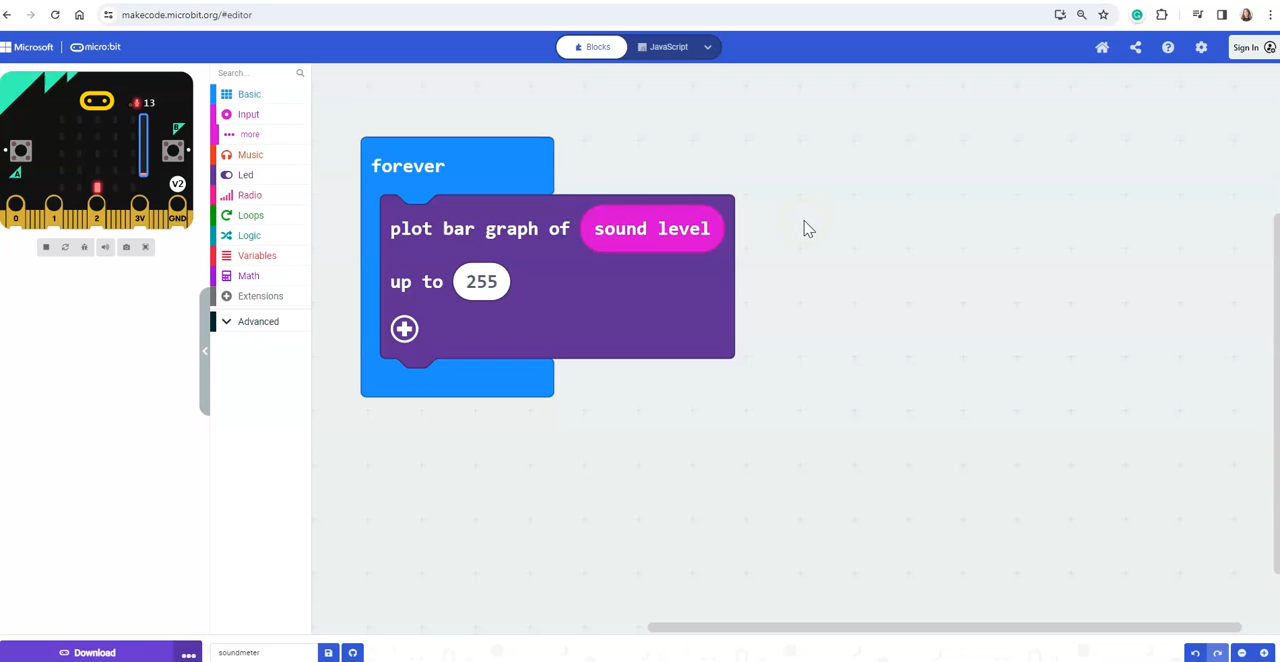 makecode.microbit.org/#editor
Microsoft
micro:bit
Blocks
JavaScript
Sign In
13
A
B
V2
0
1
2
3V
GND
Search...
Basic
Input
more
Music
Led
Radio
Loops
Logic
Variables
Math
Extensions
Advanced
forever
plot bar graph of sound level
up to 255
Download
soundmeter